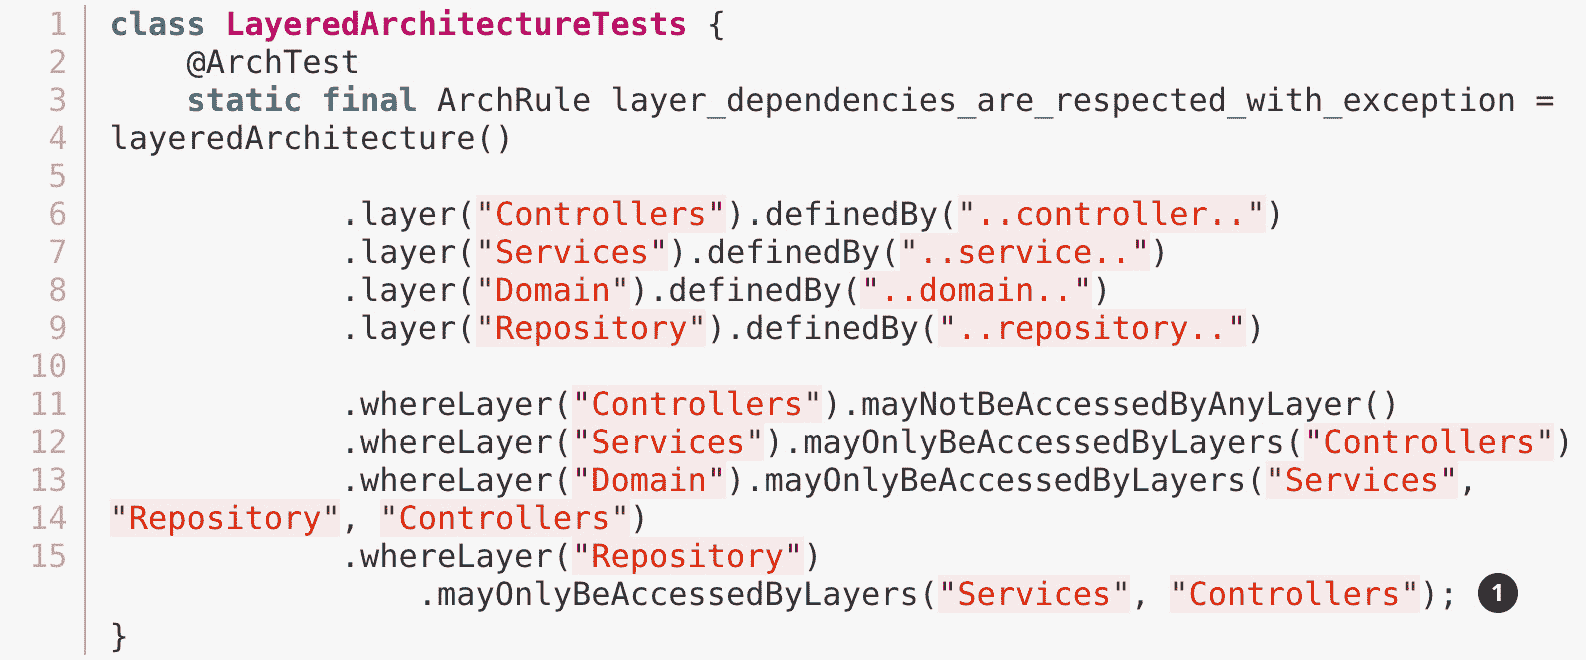 1 class LayeredArchitectureTests {
2 @ArchTest
3 static final ArchRule layer_dependencies_are_respected_with_exception =
4 layeredArchitecture()
5
6 .layer("Controllers").definedBy("..controller..")
7 .layer("Services").definedBy("..service..")
8 .layer("Domain").definedBy("..domain..")
9 .layer("Repository").definedBy("..repository..")
10
11 .whereLayer("Controllers").mayNotBeAccessedByAnyLayer()
12 .whereLayer("Services").mayOnlyBeAccessedByLayers("Controllers")
13 .whereLayer("Domain").mayOnlyBeAccessedByLayers("Services",
14 "Repository", "Controllers")
15 .whereLayer("Repository")
.mayOnlyBeAccessedByLayers("Services", "Controllers"); 1
}